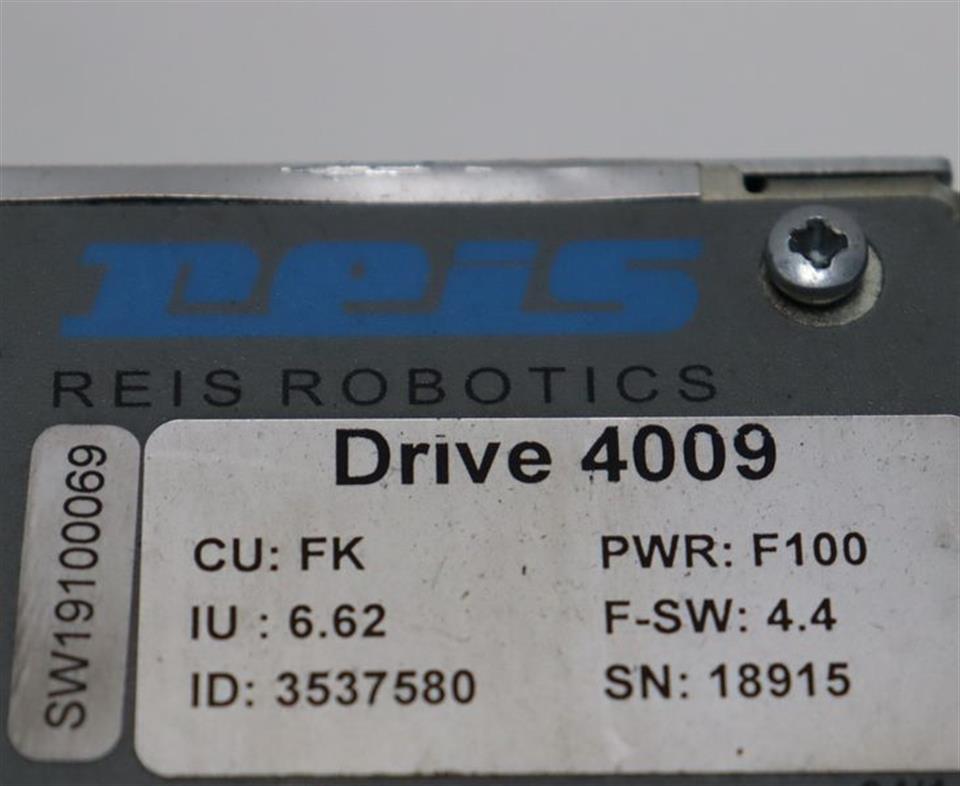 reis
REIS ROBOTICS
SW19100069
Drive 4009
CU: FK
PWR: F100
IU : 6.62
F-SW: 4.4
ID: 3537580
SN: 18915